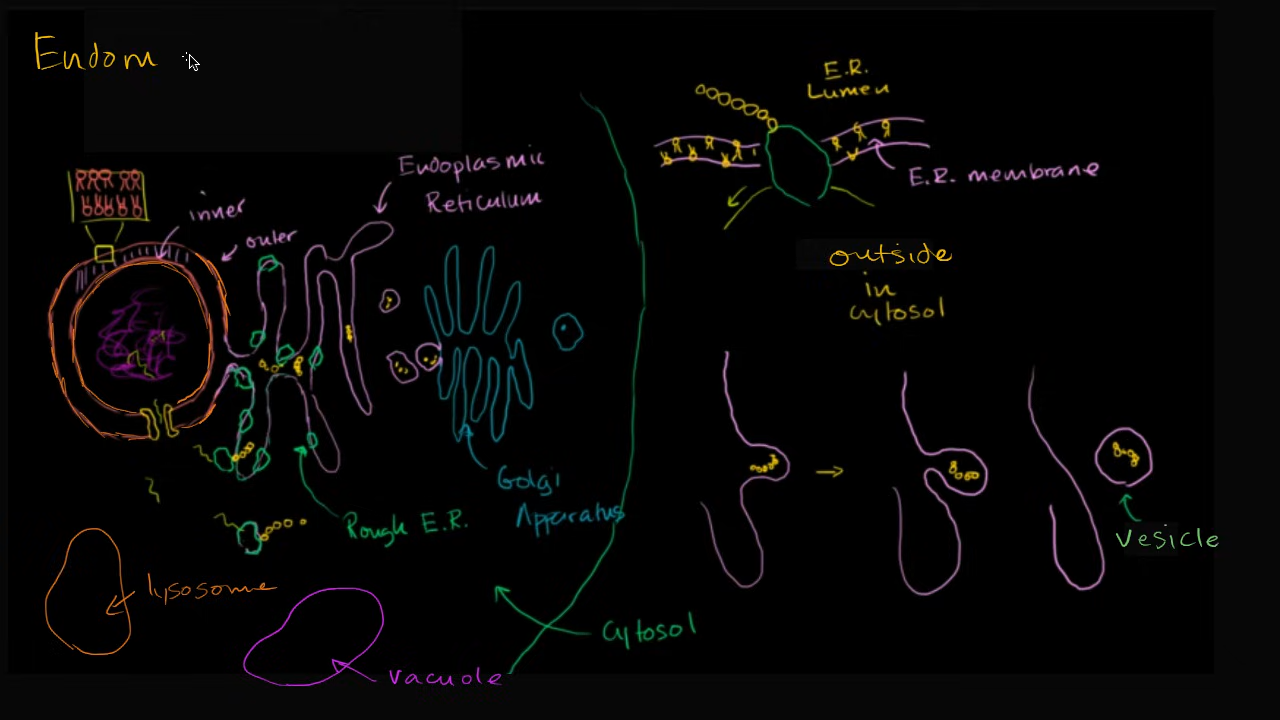 Endom
E.R.
Lumen
Endoplasmic
Reticulum
E.R. membrane
inner
outer
outside
in
cytosol
Golgi
Apparatus
Rough E.R.
vesicle
lysosome
cytosol
vacuole